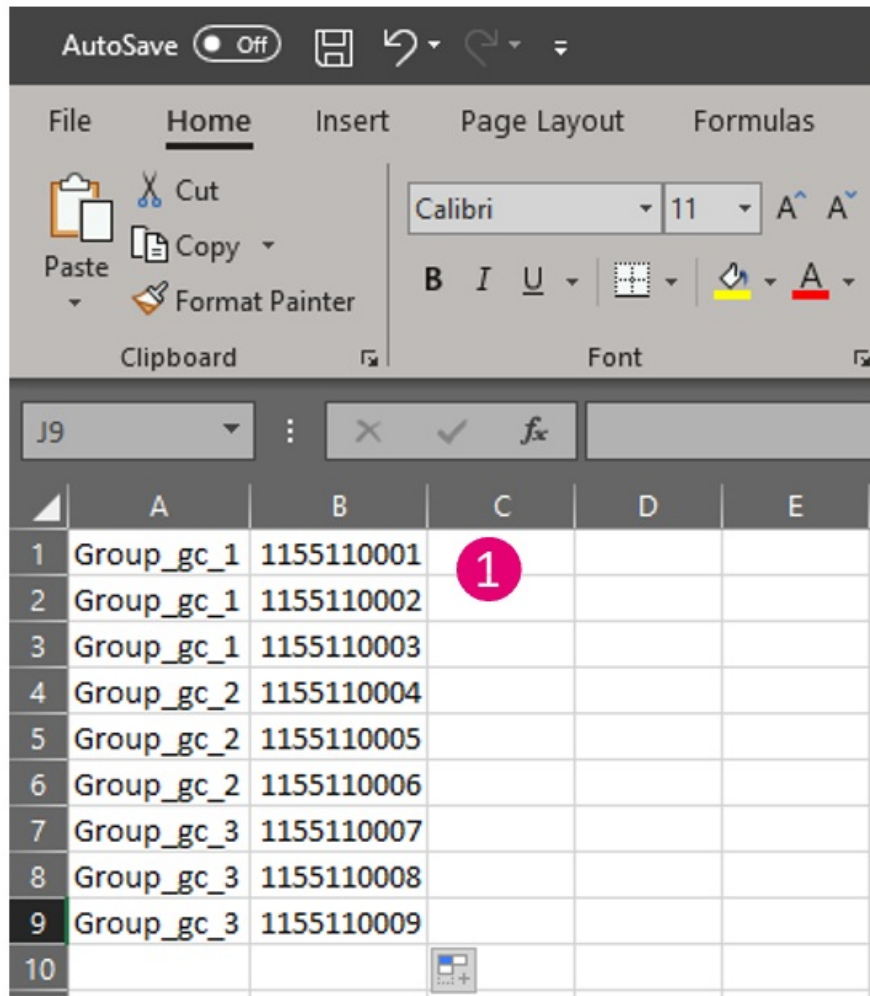 AutoSave Off
File Home Insert Page Layout Formulas
Cut
Calibri 11 A A
Copy
Paste
B I U A
Format Painter
Clipboard Font
J9 fx
A B C D E
1 Group_gc_1 1155110001 1
2 Group_gc_1 1155110002
3 Group_gc_1 1155110003
4 Group_gc_2 1155110004
5 Group_gc_2 1155110005
6 Group_gc_2 1155110006
7 Group_gc_3 1155110007
8 Group_gc_3 1155110008
9 Group_gc_3 1155110009
10